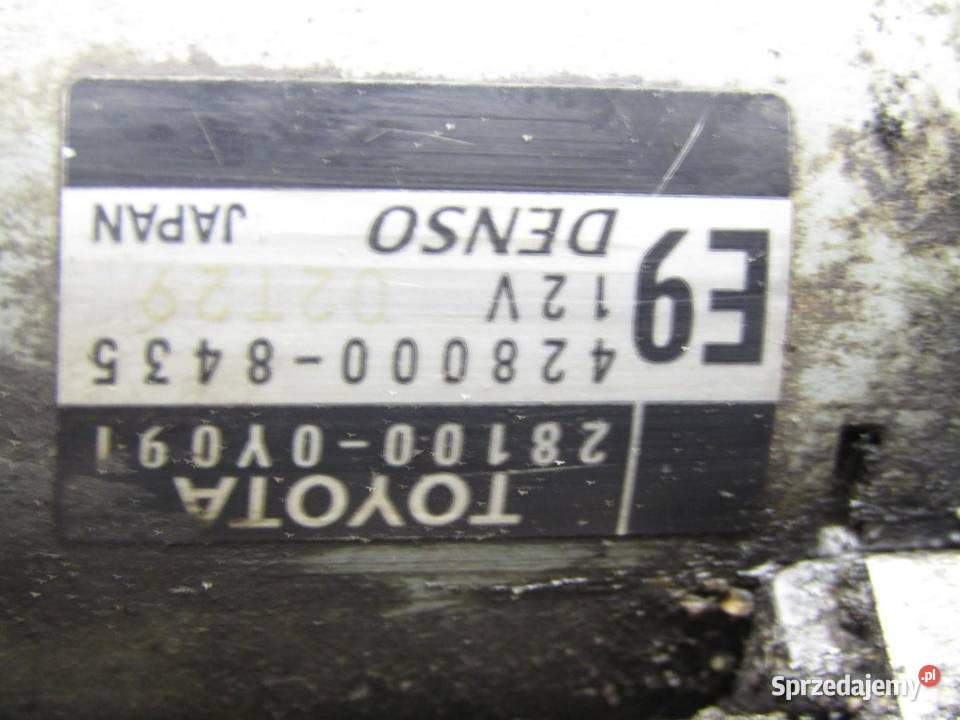 TOYOTA
28100-0Y091
428000-8435
12V 02T29
DENSO JAPAN
E9
Sprzedajemy.pl